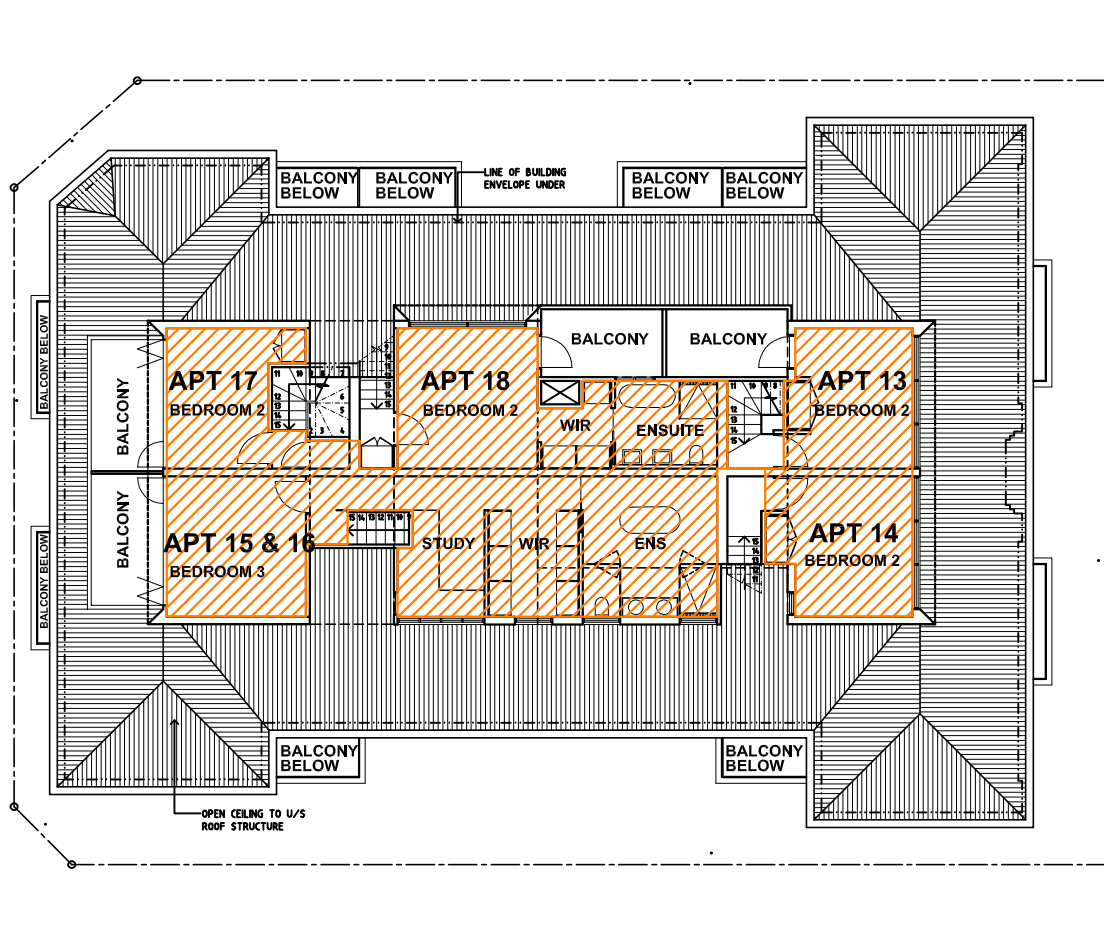 BALCONY BALCONY
BELOW BELOW
LINE OF BUILDING
ENVELOPE UNDER
BALCONY BALCONY
BELOW BELOW
BALCONY BELOW
BALCONY
BALCONY BALCONY
APT 17
BEDROOM 2
APT 18
BEDROOM 2
WIR
ENSUITE
APT 13
BEDROOM 2
BALCONY BELOW
BALCONY
APT 15 & 16
BEDROOM 3
STUDY
WIR
ENS
APT 14
BEDROOM 2
BALCONY
BELOW
BALCONY
BELOW
OPEN CEILING TO U/S
ROOF STRUCTURE